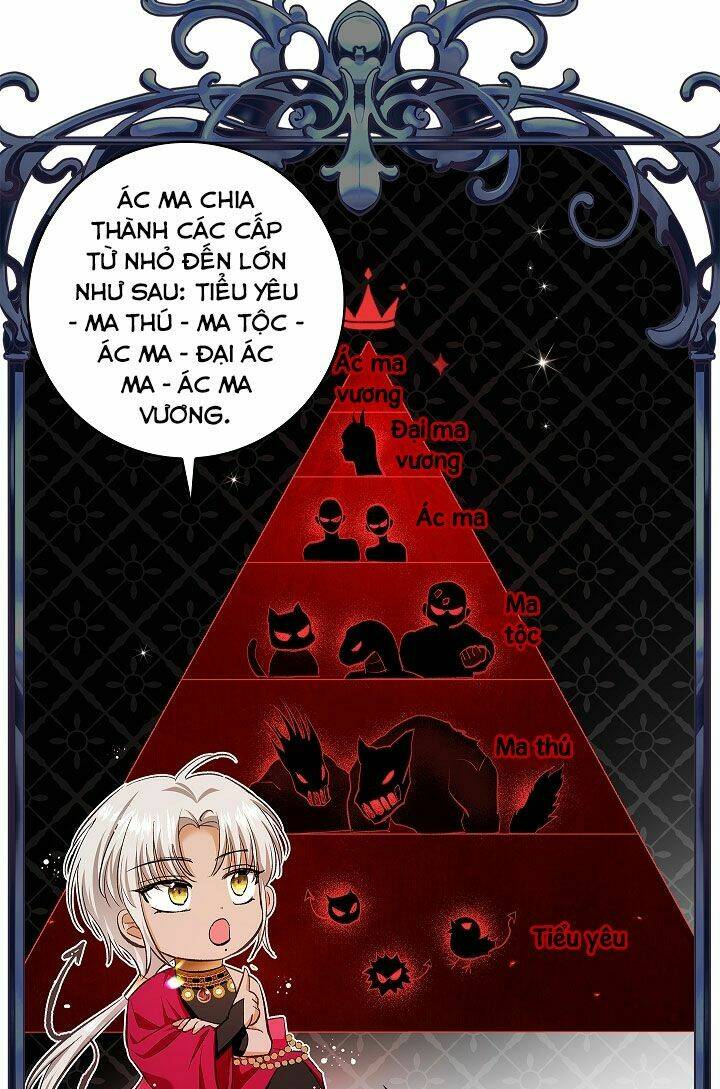 ÁC MA CHIA
THÀNH CÁC CẤP
TỪ NHỎ ĐẾN LỚN
NHƯ SAU: TIỂU YÊU
- MA THÚ - MA TỘC -
ÁC MA - ĐẠI ÁC
MA - ÁC MA
VƯƠNG.
Ác ma
vương
Đại ma
vương
Ác ma
Ma
tộc
Ma thú
Tiểu yêu